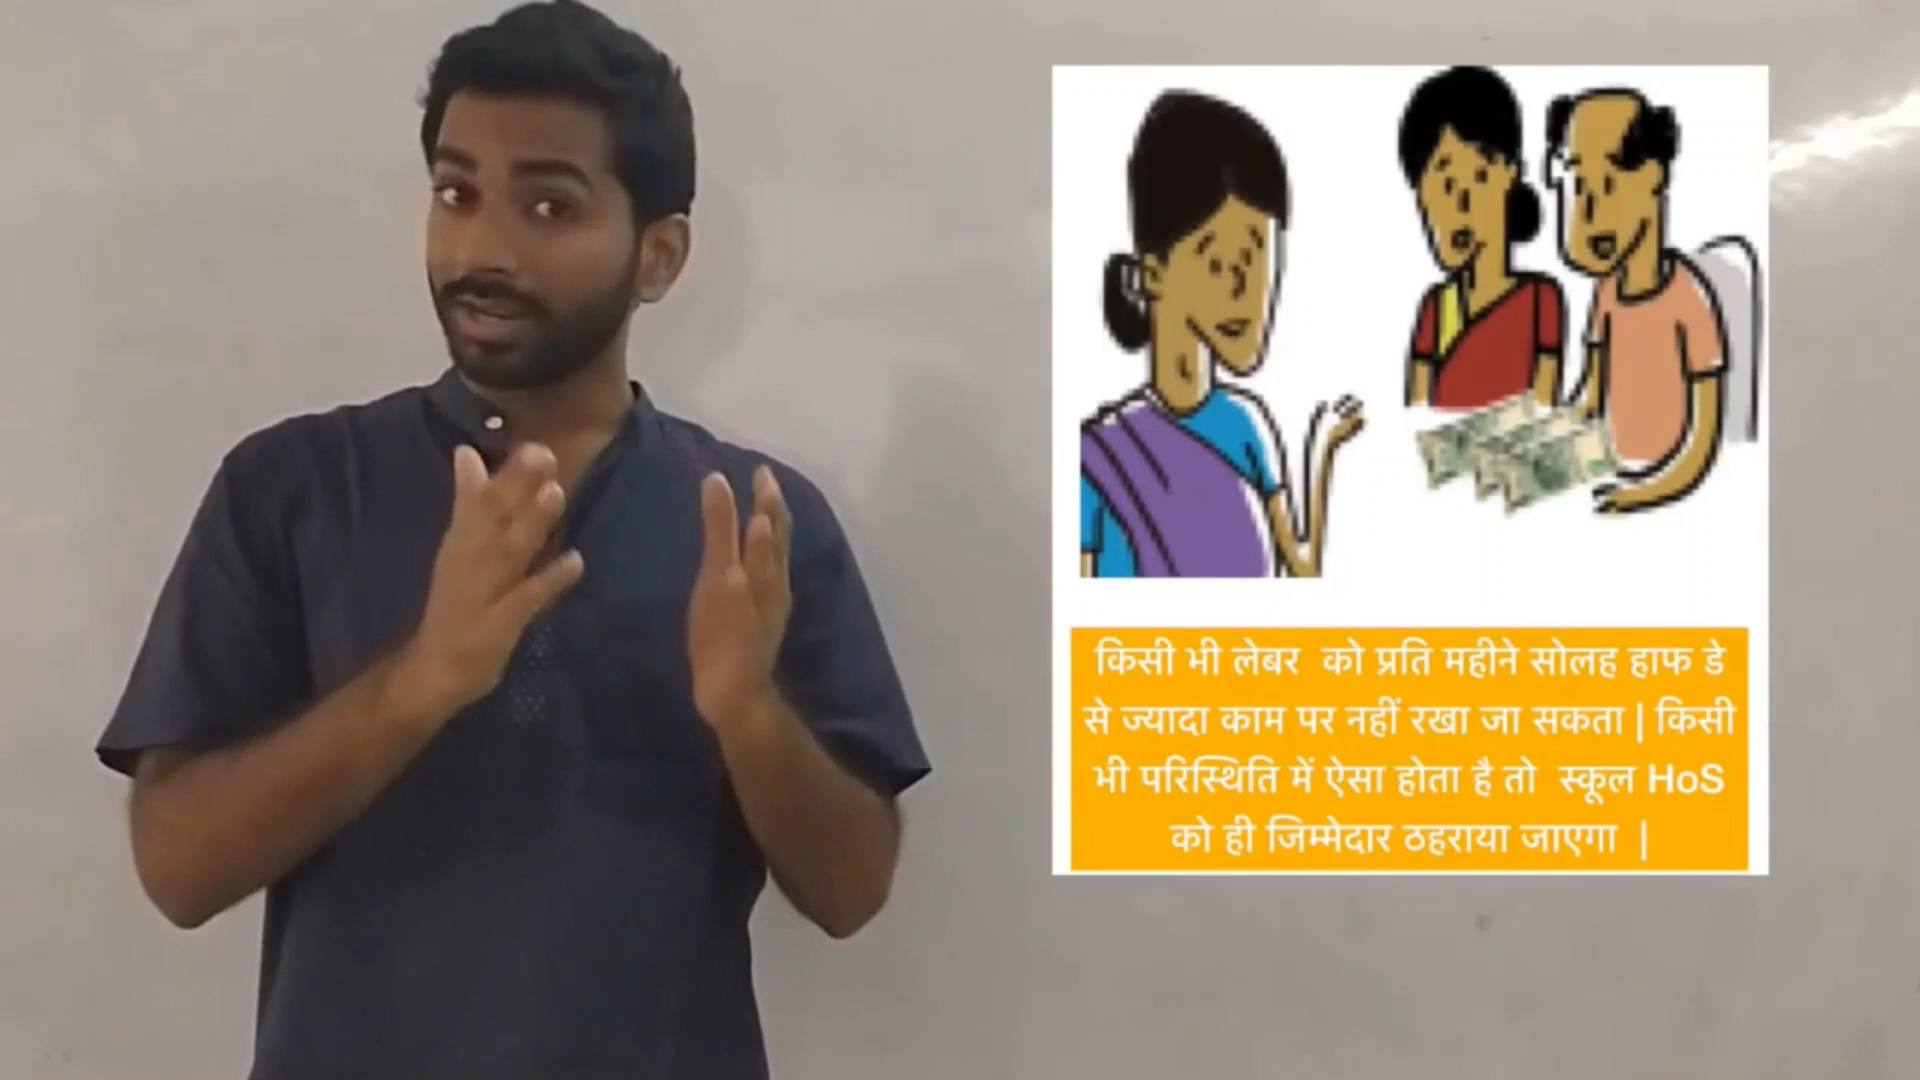 किसी भी लेबर को प्रति महीने सोलह हाफ डे
से ज्यादा काम पर नहीं रखा जा सकता | किसी
भी परिस्थिति में ऐसा होता है तो स्कूल HoS
को ही जिम्मेदार ठहराया जाएगा |